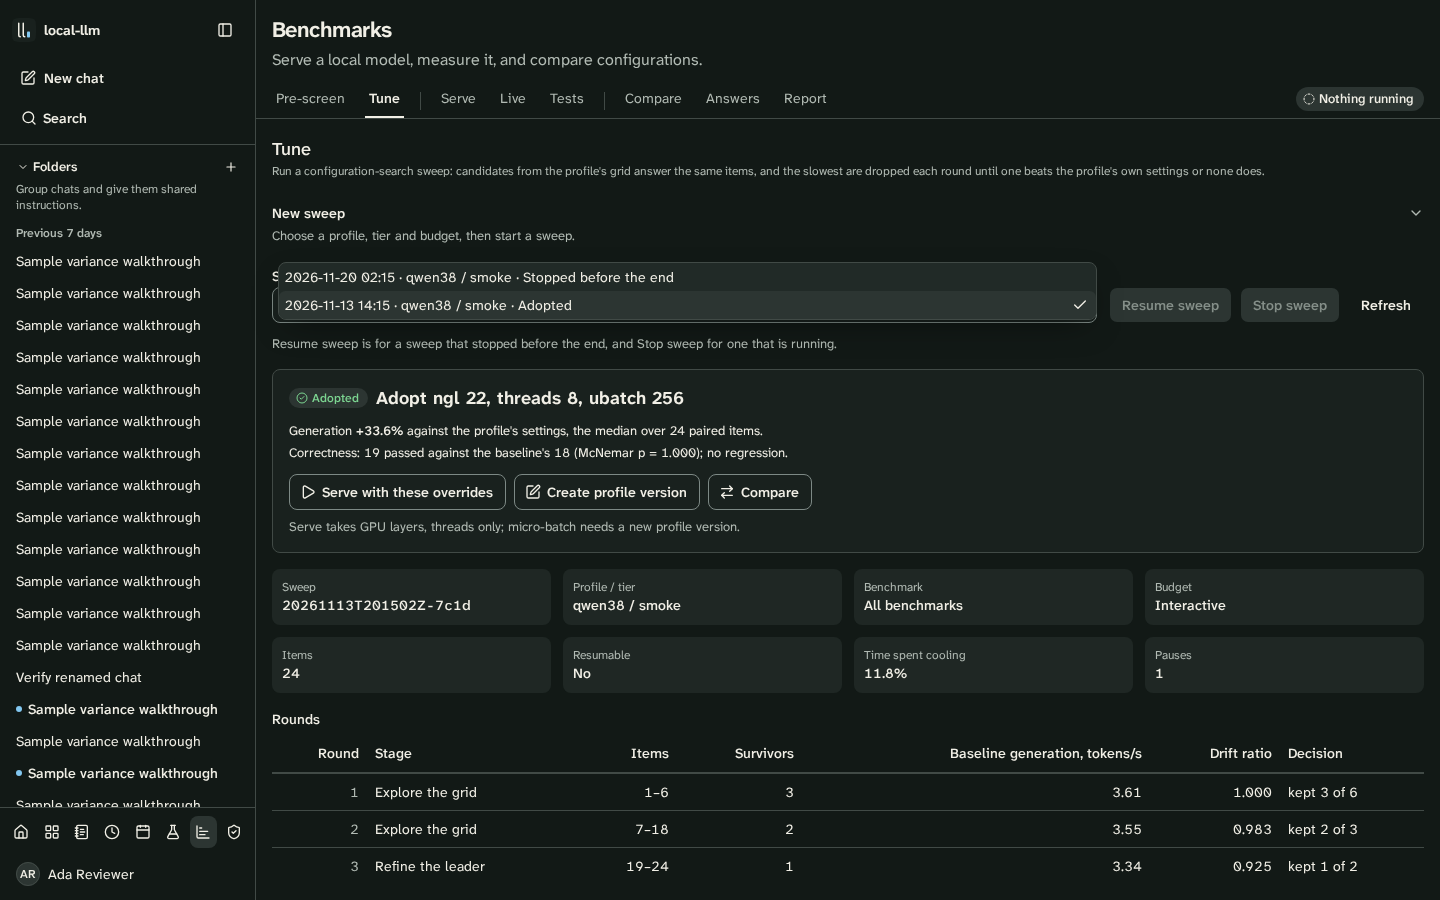 local-llm
New chat
Search
Folders
Group chats and give them shared
instructions.
Previous 7 days
Sample variance walkthrough
Sample variance walkthrough
Sample variance walkthrough
Sample variance walkthrough
Sample variance walkthrough
Sample variance walkthrough
Sample variance walkthrough
Sample variance walkthrough
Sample variance walkthrough
Sample variance walkthrough
Sample variance walkthrough
Sample variance walkthrough
Sample variance walkthrough
Verify renamed chat
Sample variance walkthrough
Sample variance walkthrough
Sample variance walkthrough
Sample variance walkthrough
AR Ada Reviewer
Benchmarks
Serve a local model, measure it, and compare configurations.
Pre-screen Tune Serve Live Tests Compare Answers Report Nothing running
Tune
Run a configuration-search sweep: candidates from the profile's grid answer the same items, and the slowest are dropped each round until one beats the profile's own settings or none does.
New sweep
Choose a profile, tier and budget, then start a sweep.
2026-11-20 02:15 · qwen38 / smoke · Stopped before the end
2026-11-13 14:15 · qwen38 / smoke · Adopted
Resume sweep Stop sweep Refresh
Resume sweep is for a sweep that stopped before the end, and Stop sweep for one that is running.
Adopted Adopt ngl 22, threads 8, ubatch 256
Generation +33.6% against the profile's settings, the median over 24 paired items.
Correctness: 19 passed against the baseline's 18 (McNemar p = 1.000); no regression.
Serve with these overrides Create profile version Compare
Serve takes GPU layers, threads only; micro-batch needs a new profile version.
Sweep Profile / tier Benchmark Budget
20261113T201502Z-7c1d qwen38 / smoke All benchmarks Interactive
Items Resumable Time spent cooling Pauses
24 No 11.8% 1
Rounds
Round Stage Items Survivors Baseline generation, tokens/s Drift ratio Decision
1 Explore the grid 1–6 3 3.61 1.000 kept 3 of 6
2 Explore the grid 7–18 2 3.55 0.983 kept 2 of 3
3 Refine the leader 19–24 1 3.34 0.925 kept 1 of 2